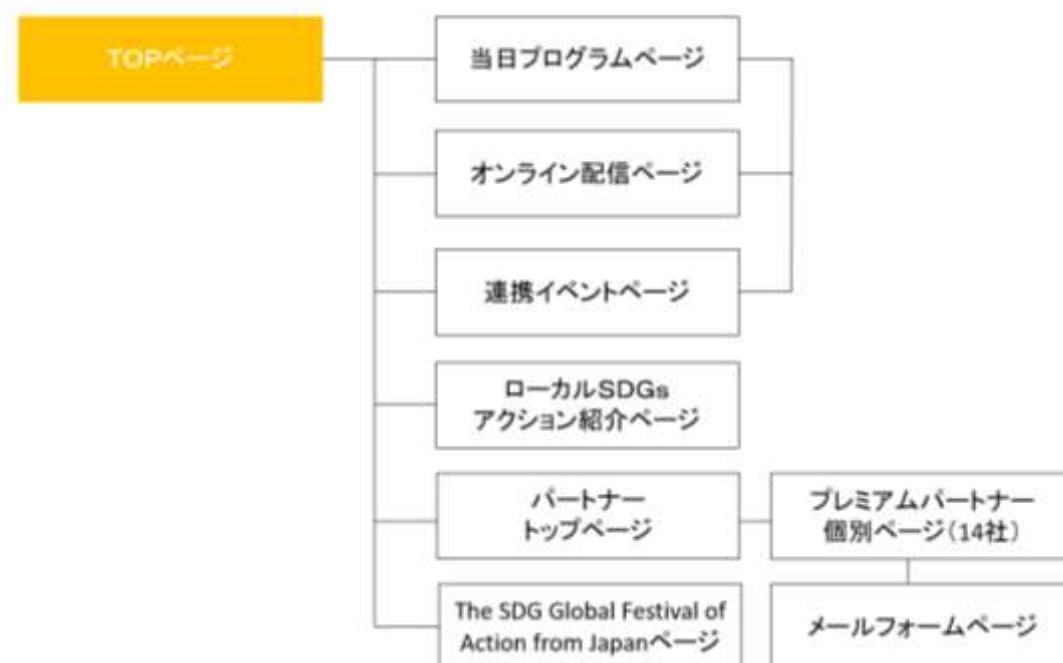 TOPページ
当日プログラムページ
オンライン配信ページ
連携イベントページ
ローカルSDGs
アクション紹介ページ
パートナー
トップページ
プレミアムパートナー
個別ページ（14社）
The SDG Global Festival of
Action from Japanページ
メールフォームページ